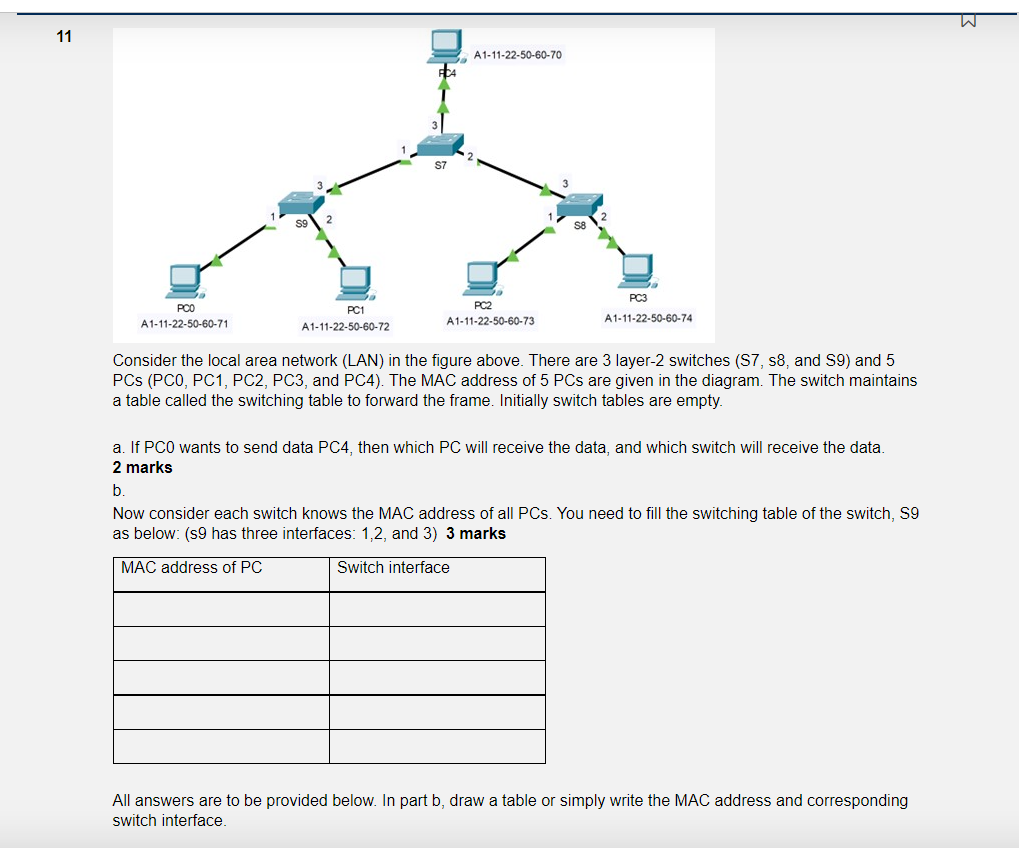 11
A1-11-22-50-60-70
PC4
3
1
2
S7
3
3
1
S9
2
1
S8
2
PC0
A1-11-22-50-60-71
PC1
A1-11-22-50-60-72
PC2
A1-11-22-50-60-73
PC3
A1-11-22-50-60-74
Consider the local area network (LAN) in the figure above. There are 3 layer-2 switches (S7, s8, and S9) and 5
PCs (PC0, PC1, PC2, PC3, and PC4). The MAC address of 5 PCs are given in the diagram. The switch maintains
a table called the switching table to forward the frame. Initially switch tables are empty.
a. If PC0 wants to send data PC4, then which PC will receive the data, and which switch will receive the data.
2 marks
b.
Now consider each switch knows the MAC address of all PCs. You need to fill the switching table of the switch, S9
as below: (s9 has three interfaces: 1,2, and 3) 3 marks
MAC address of PC Switch interface
All answers are to be provided below. In part b, draw a table or simply write the MAC address and corresponding
switch interface.